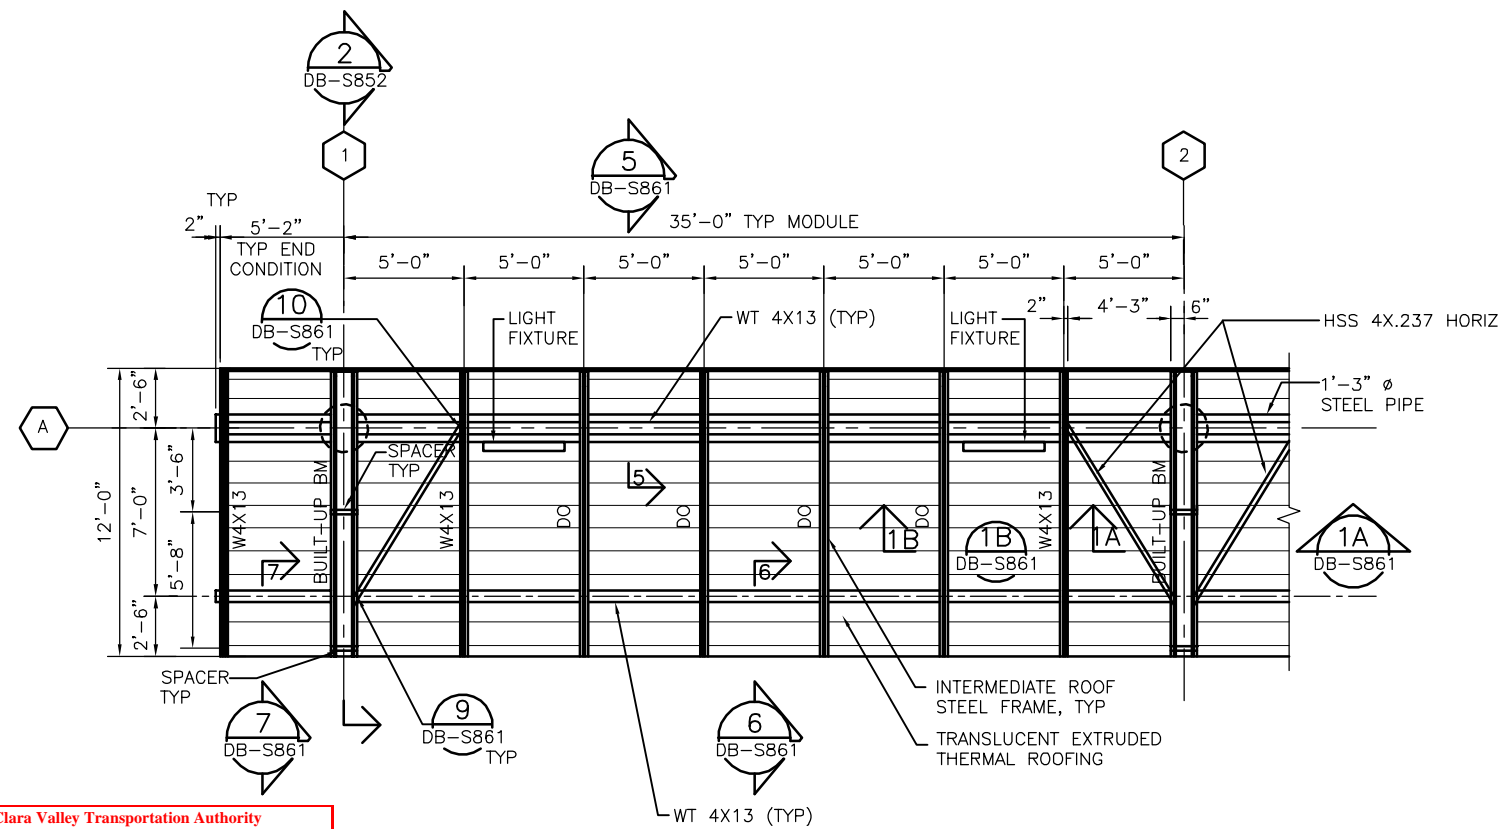 2
DB-S852
1
5
DB-S861
2
TYP
2"
5'-2"
TYP END
CONDITION
35'-0" TYP MODULE
5'-0"
5'-0"
5'-0"
5'-0"
5'-0"
5'-0"
5'-0"
10
DB-S861
TYP
LIGHT
FIXTURE
WT 4X13 (TYP)
LIGHT
FIXTURE
2"
4'-3"
6"
HSS 4X.237 HORIZ
1'-3" ø
STEEL PIPE
A
2'-6"
12'-0"
7'-0"
3'-6"
5'-8"
2'-6"
SPACER
TYP
W4X13
BUILT-UP BM
W4X13
DO
DO
DO
DO
W4X13
BUILT-UP BM
5
7
6
1B
1B
DB-S861
1A
1A
DB-S861
SPACER
TYP
7
DB-S861
9
DB-S861
TYP
6
DB-S861
INTERMEDIATE ROOF
STEEL FRAME, TYP
TRANSLUCENT EXTRUDED
THERMAL ROOFING
WT 4X13 (TYP)
Clara Valley Transportation Authority